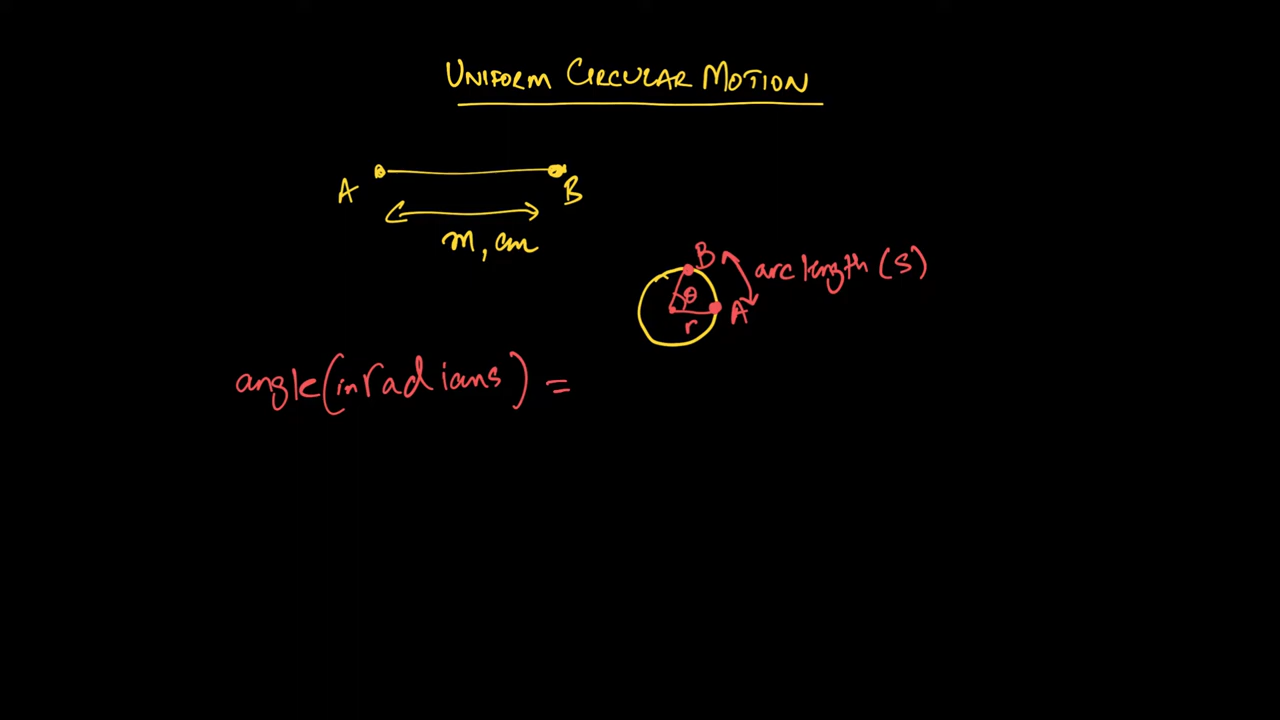 UNIFORM CIRCULAR MOTION
A B
m, cm
B arc length (s)
θ
r A
angle (in radians) =